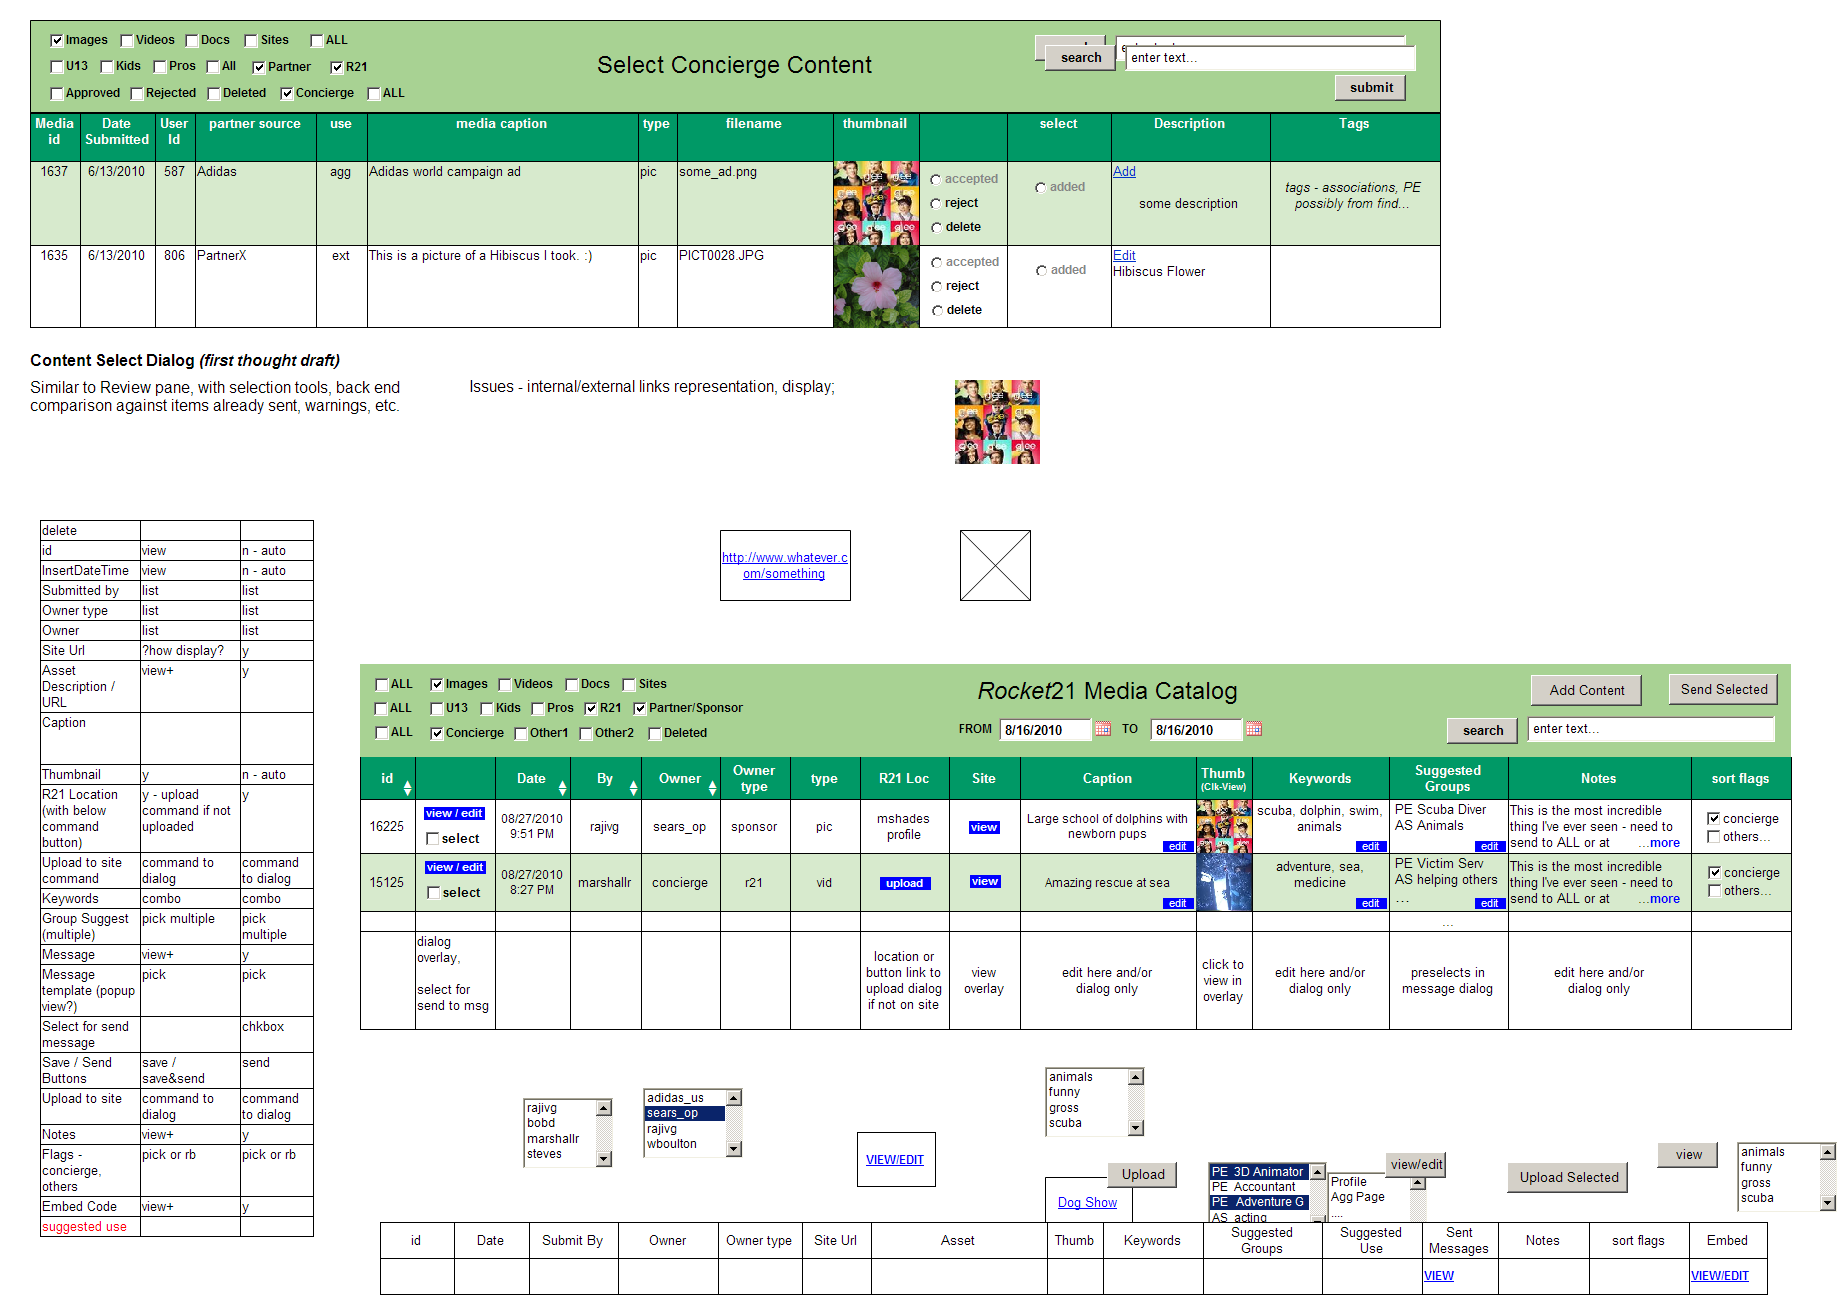 Images Videos Docs Sites ALL
U13 Kids Pros All Partner R21
Approved Rejected Deleted Concierge ALL
Select Concierge Content
search enter text...
submit
Media id Date Submitted User Id partner source use media caption type filename thumbnail select Description Tags
1637 6/13/2010 587 Adidas agg Adidas world campaign ad pic some_ad.png
accepted
reject
delete
added
Add
some description
tags - associations, PE
possibly from find...
1635 6/13/2010 806 PartnerX ext This is a picture of a Hibiscus I took. :) pic PICT0028.JPG
accepted
reject
delete
added
Edit
Hibiscus Flower
Content Select Dialog (first thought draft)
Similar to Review pane, with selection tools, back end
comparison against items already sent, warnings, etc.
Issues - internal/external links representation, display;
delete
id view n - auto
InsertDateTime view n - auto
Submitted by list list
Owner type list list
Owner list list
Site Url ?how display? y
Asset Description / URL view+ y
Caption
Thumbnail y n - auto
R21 Location (with below command button) y - upload command if not uploaded y
Upload to site command command to dialog command to dialog
Keywords combo combo
Group Suggest (multiple) pick multiple pick multiple
Message view+ y
Message template (popup view?) pick pick
Select for send message chkbox
Save / Send Buttons save / save&send send
Upload to site command to dialog command to dialog
Notes view+ y
Flags - concierge, others pick or rb pick or rb
Embed Code view+ y
suggested use
http://www.whatever.c
om/something
ALL Images Videos Docs Sites
ALL U13 Kids Pros R21 Partner/Sponsor
ALL Concierge Other1 Other2 Deleted
Rocket21 Media Catalog
FROM 8/16/2010 TO 8/16/2010
Add Content Send Selected
search enter text...
id Date By Owner Owner type type R21 Loc Site Caption Thumb (Clk-View) Keywords Suggested Groups Notes sort flags
16225
view / edit
select
08/27/2010
9:51 PM
rajivg sears_op sponsor pic
mshades
profile
view
Large school of dolphins with
newborn pups
edit
scuba, dolphin, swim,
animals
edit
PE Scuba Diver
AS Animals
edit
This is the most incredible
thing I've ever seen - need to
send to ALL or at ...more
concierge
others...
15125
view / edit
select
08/27/2010
8:27 PM
marshallr concierge r21 vid
upload
view
Amazing rescue at sea
edit
adventure, sea,
medicine
edit
PE Victim Serv
AS helping others
...
edit
This is the most incredible
thing I've ever seen - need to
send to ALL or at ...more
concierge
others...
...
dialog
overlay,
select for
send to msg
location or
button link to
upload dialog
if not on site
view
overlay
edit here and/or
dialog only
click to
view in
overlay
edit here and/or
dialog only
preselects in
message dialog
edit here and/or
dialog only
rajivg
bobd
marshallr
steves
adidas_us
sears_op
rajivg
wboulton
VIEW/EDIT
animals
funny
gross
scuba
Upload
Dog Show
PE 3D Animator
PE Accountant
PE Adventure G
AS acting
view/edit
Profile
Agg Page
....
Upload Selected
view
animals
funny
gross
scuba
id Date Submit By Owner Owner type Site Url Asset Thumb Keywords Suggested Groups Suggested Use Sent Messages Notes sort flags Embed
VIEW VIEW/EDIT